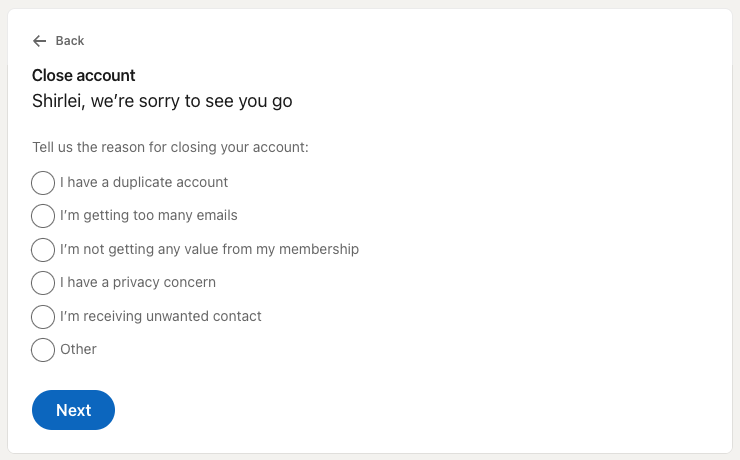 Back
Close account
Shirlei, we’re sorry to see you go
Tell us the reason for closing your account:
I have a duplicate account
I’m getting too many emails
I’m not getting any value from my membership
I have a privacy concern
I’m receiving unwanted contact
Other
Next